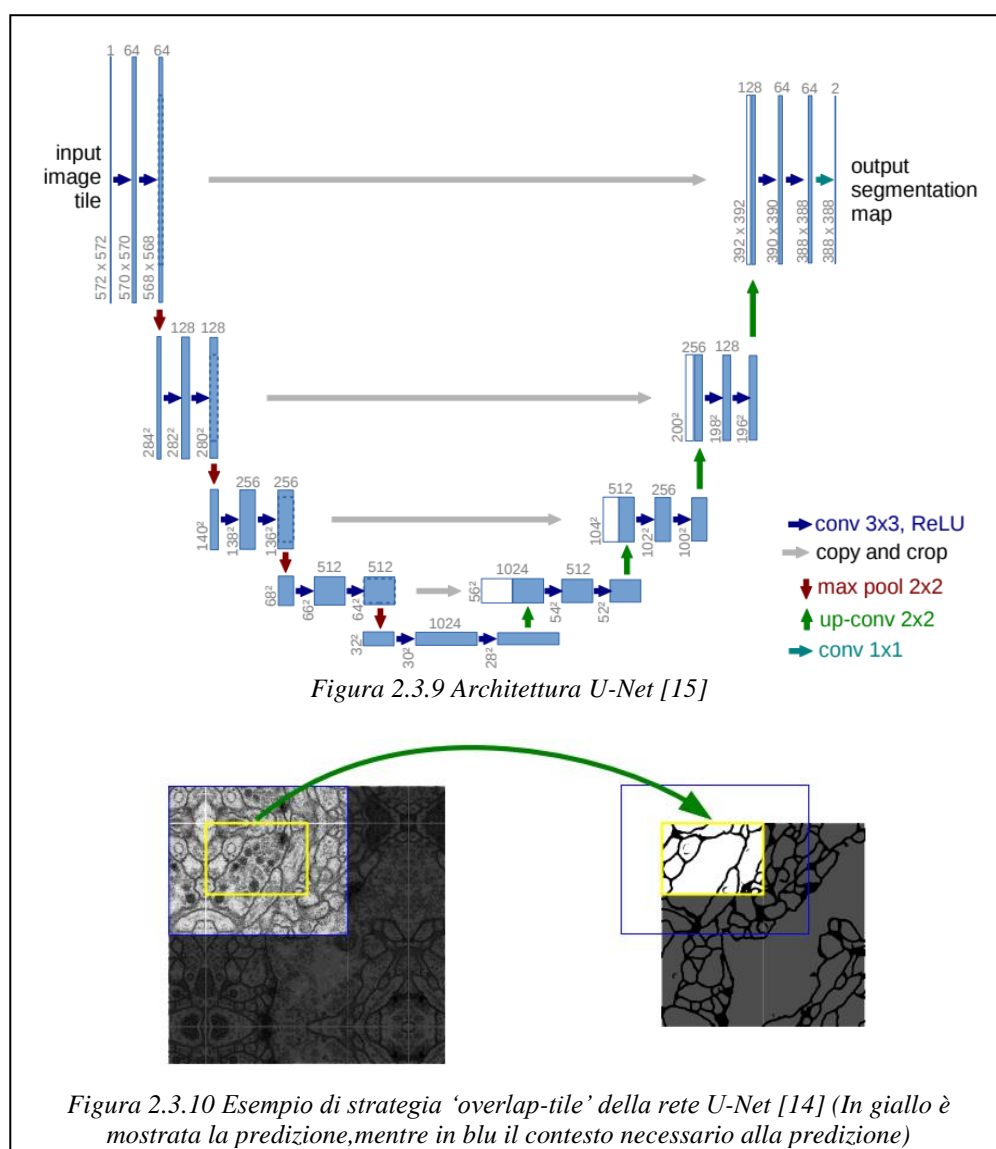 1 64 64
128 64 64 2
input
image
tile
output
segmentation
map
572 x 572
570 x 570
568 x 568
392 x 392
390 x 390
388 x 388
388 x 388
128 128
256 128
284²
282²
280²
200²
198²
196²
256 256
512 256
140²
138²
136²
104²
102²
100²
conv 3x3, ReLU
copy and crop
max pool 2x2
up-conv 2x2
conv 1x1
512 512
1024 512
68²
66²
64²
56²
54²
52²
1024
32²
30²
28²
Figura 2.3.9 Architettura U-Net [15]
Figura 2.3.10 Esempio di strategia ‘overlap-tile’ della rete U-Net [14] (In giallo è
mostrata la predizione,mentre in blu il contesto necessario alla predizione)